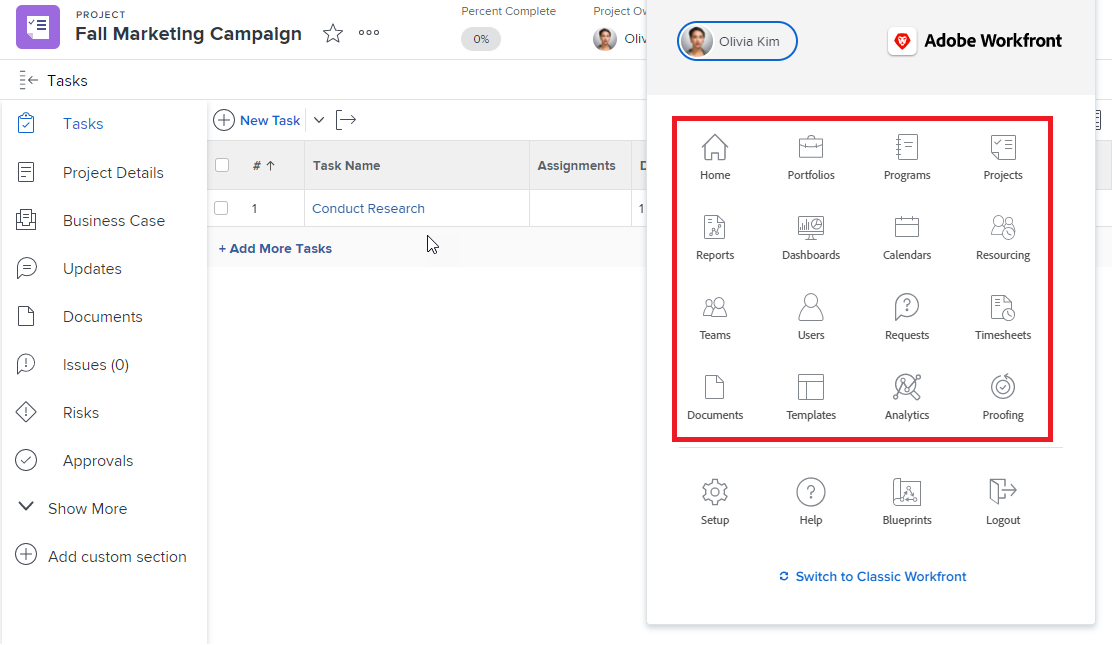 PROJECT
Fall Marketing Campaign
Percent Complete
0%
Project
Tasks
Tasks
Project Details
Business Case
Updates
Documents
Issues (0)
Risks
Approvals
Show More
Add custom section
New Task
# Task Name Assignments
1 Conduct Research 1
+ Add More Tasks
Olivia Kim
Adobe Workfront
Home Portfolios Programs Projects
Reports Dashboards Calendars Resourcing
Teams Users Requests Timesheets
Documents Templates Analytics Proofing
Setup Help Blueprints Logout
Switch to Classic Workfront